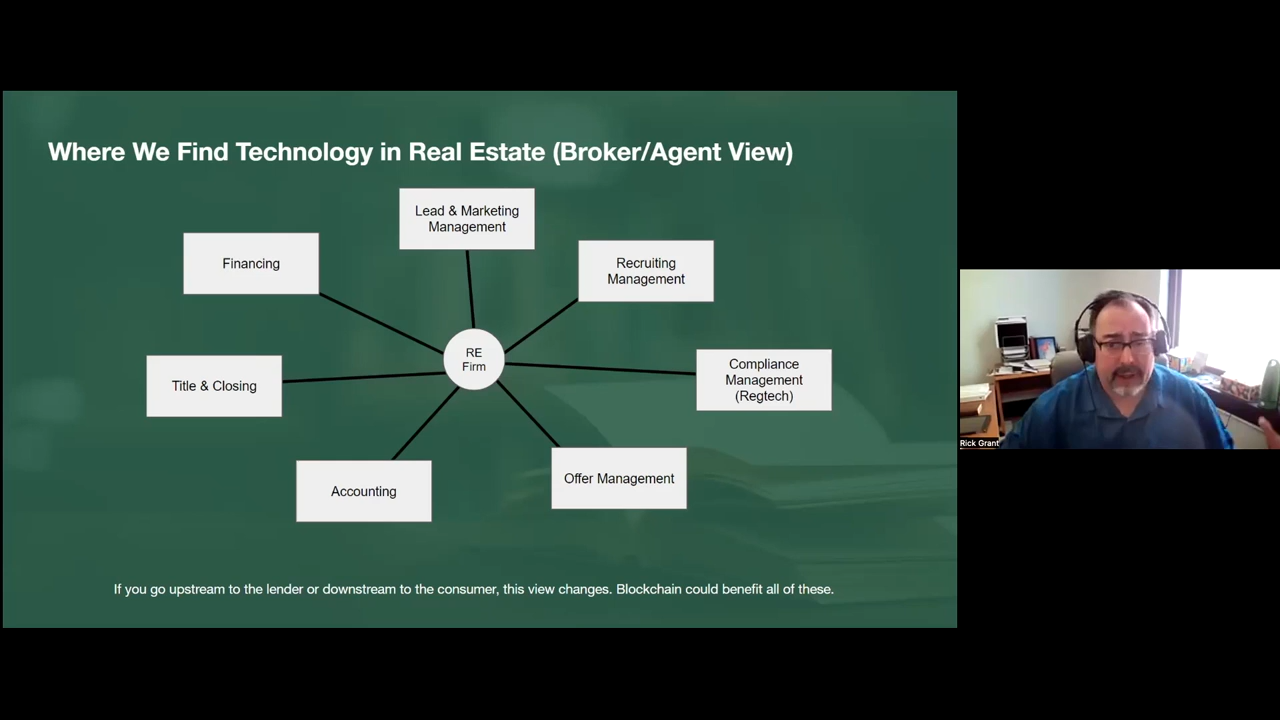 Where We Find Technology in Real Estate (Broker/Agent View)
Lead & Marketing
Management
Financing
Recruiting
Management
RE
Firm
Compliance
Management
(Regtech)
Title & Closing
Offer Management
Accounting
If you go upstream to the lender or downstream to the consumer, this view changes. Blockchain could benefit all of these.
Rick Grant